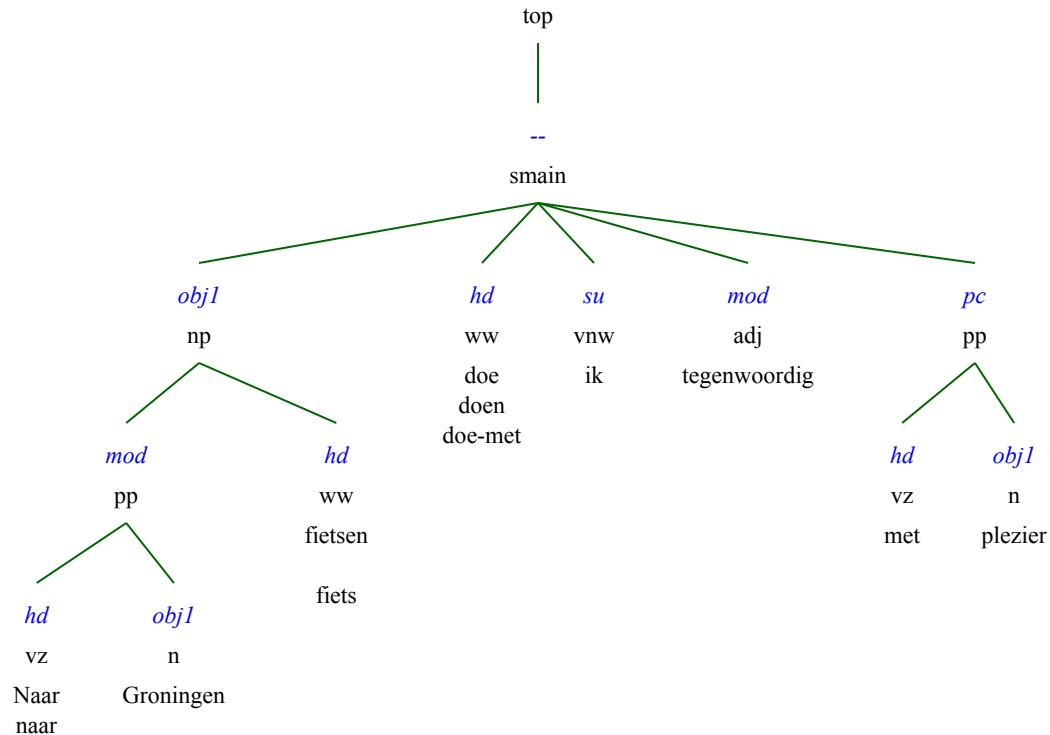 top
--
smain
obj1 hd su mod pc
np ww vnw adj pp
doe ik tegenwoordig
doen
doe-met
mod hd hd obj1
pp ww vz n
fietsen met plezier
fiets
hd obj1
vz n
Naar Groningen
naar